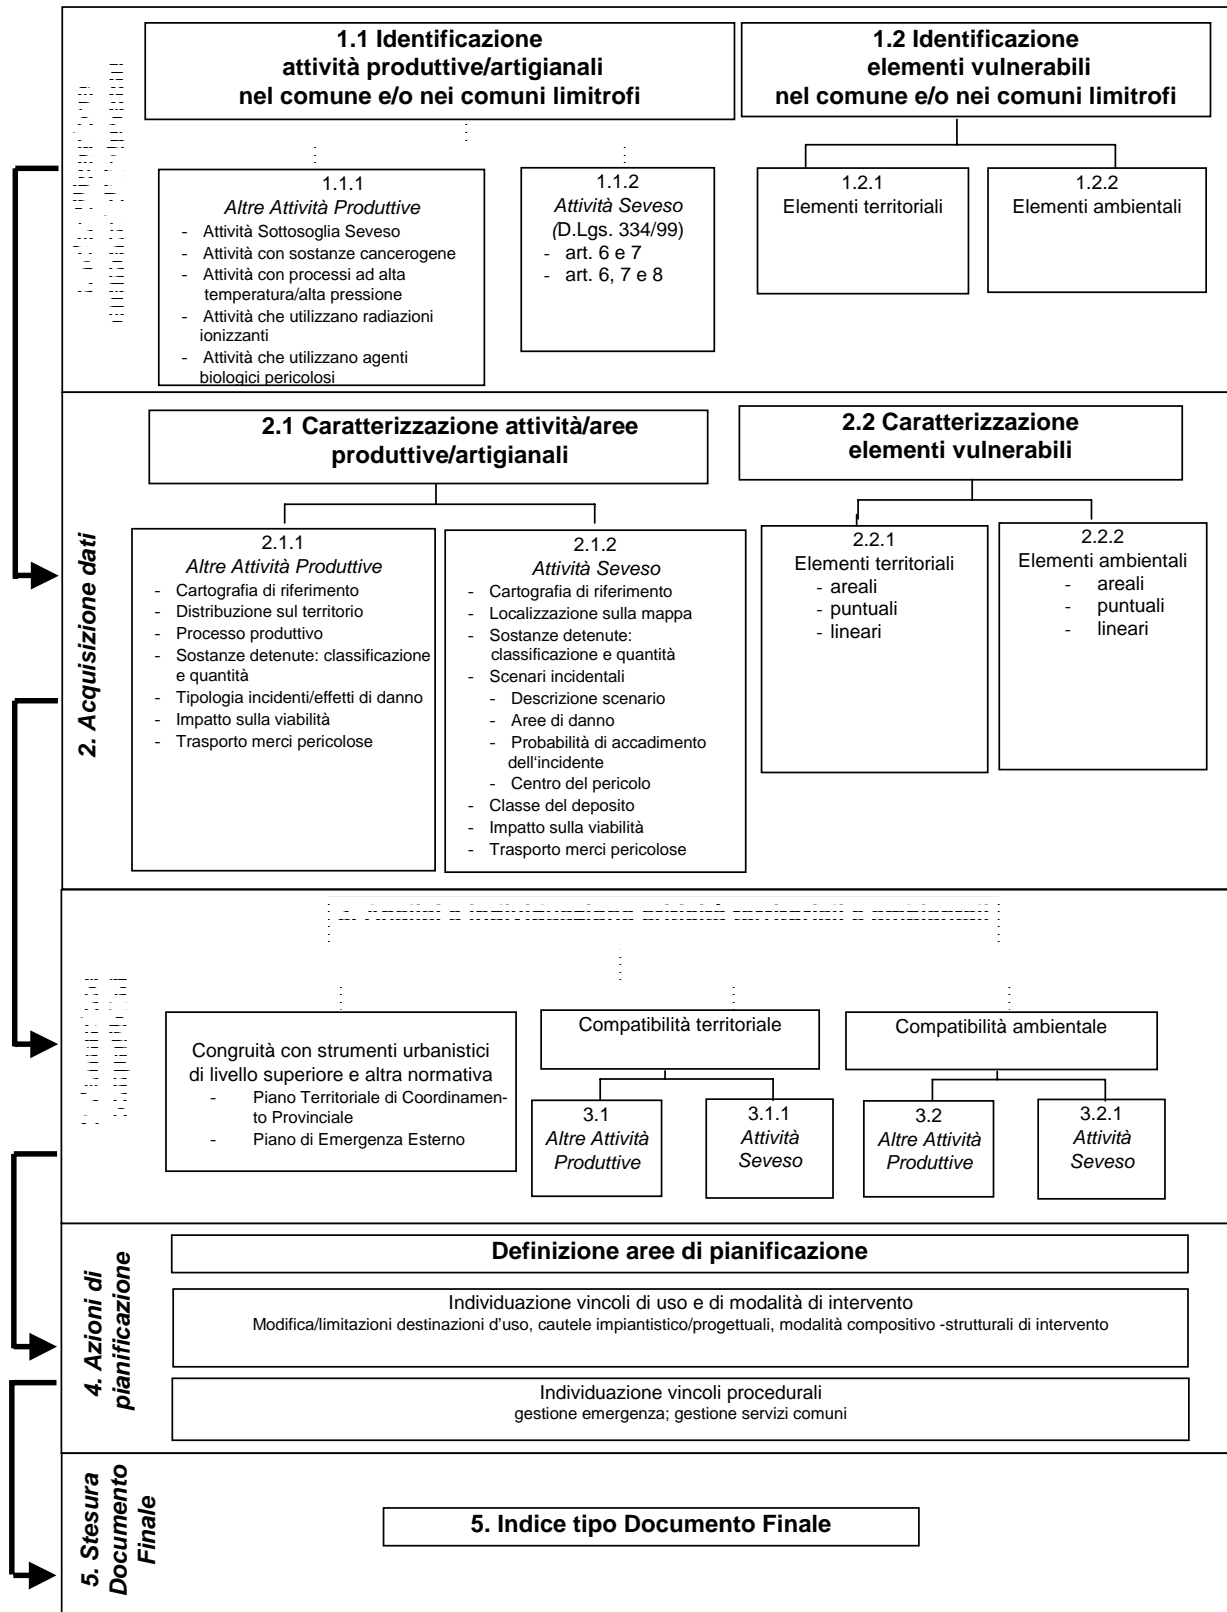 1.1 Identificazione
attività produttive/artigianali
nel comune e/o nei comuni limitrofi
1.2 Identificazione
elementi vulnerabili
nel comune e/o nei comuni limitrofi
1.1.1
Altre Attività Produttive
- Attività Sottosoglia Seveso
- Attività con sostanze cancerogene
- Attività con processi ad alta
temperatura/alta pressione
- Attività che utilizzano radiazioni
ionizzanti
- Attività che utilizzano agenti
biologici pericolosi
1.1.2
Attività Seveso
(D.Lgs. 334/99)
- art. 6 e 7
- art. 6, 7 e 8
1.2.1
Elementi territoriali
1.2.2
Elementi ambientali
2. Acquisizione dati
2.1 Caratterizzazione attività/aree
produttive/artigianali
2.2 Caratterizzazione
elementi vulnerabili
2.1.1
Altre Attività Produttive
- Cartografia di riferimento
- Distribuzione sul territorio
- Processo produttivo
- Sostanze detenute: classificazione
e quantità
- Tipologia incidenti/effetti di danno
- Impatto sulla viabilità
- Trasporto merci pericolose
2.1.2
Attività Seveso
- Cartografia di riferimento
- Localizzazione sulla mappa
- Sostanze detenute:
classificazione e quantità
- Scenari incidentali
- Descrizione scenario
- Aree di danno
- Probabilità di accadimento
dell'incidente
- Centro del pericolo
- Classe del deposito
- Impatto sulla viabilità
- Trasporto merci pericolose
2.2.1
Elementi territoriali
- areali
- puntuali
- lineari
2.2.2
Elementi ambientali
- areali
- puntuali
- lineari
Congruità con strumenti urbanistici
di livello superiore e altra normativa
- Piano Territoriale di Coordinamen-
to Provinciale
- Piano di Emergenza Esterno
Compatibilità territoriale
Compatibilità ambientale
3.1
Altre Attività
Produttive
3.1.1
Attività
Seveso
3.2
Altre Attività
Produttive
3.2.1
Attività
Seveso
4. Azioni di
pianificazione
Definizione aree di pianificazione
Individuazione vincoli di uso e di modalità di intervento
Modifica/limitazioni destinazioni d'uso, cautele impiantistico/progettuali, modalità compositivo -strutturali di intervento
Individuazione vincoli procedurali
gestione emergenza; gestione servizi comuni
5. Stesura
Documento
Finale
5. Indice tipo Documento Finale